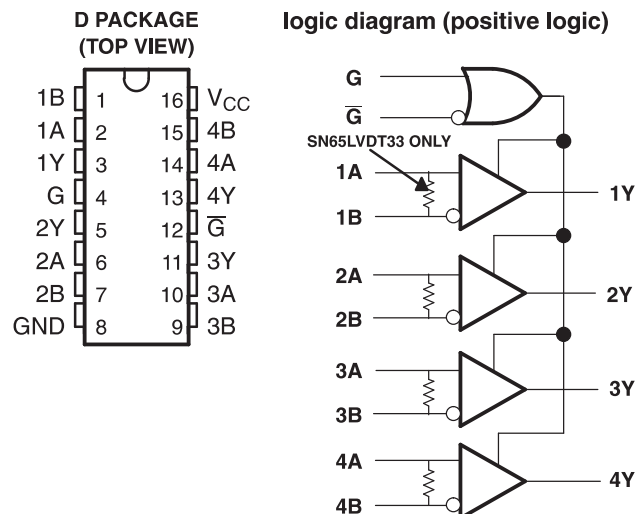 D PACKAGE
(TOP VIEW)
1B 1 16 VCC
1A 2 15 4B
1Y 3 14 4A
G 4 13 4Y
2Y 5 12 G̅
2A 6 11 3Y
2B 7 10 3A
GND 8 9 3B
logic diagram (positive logic)
G
G̅
SN65LVDT33 ONLY
1A
1B
1Y
2A
2B
2Y
3A
3B
3Y
4A
4B
4Y